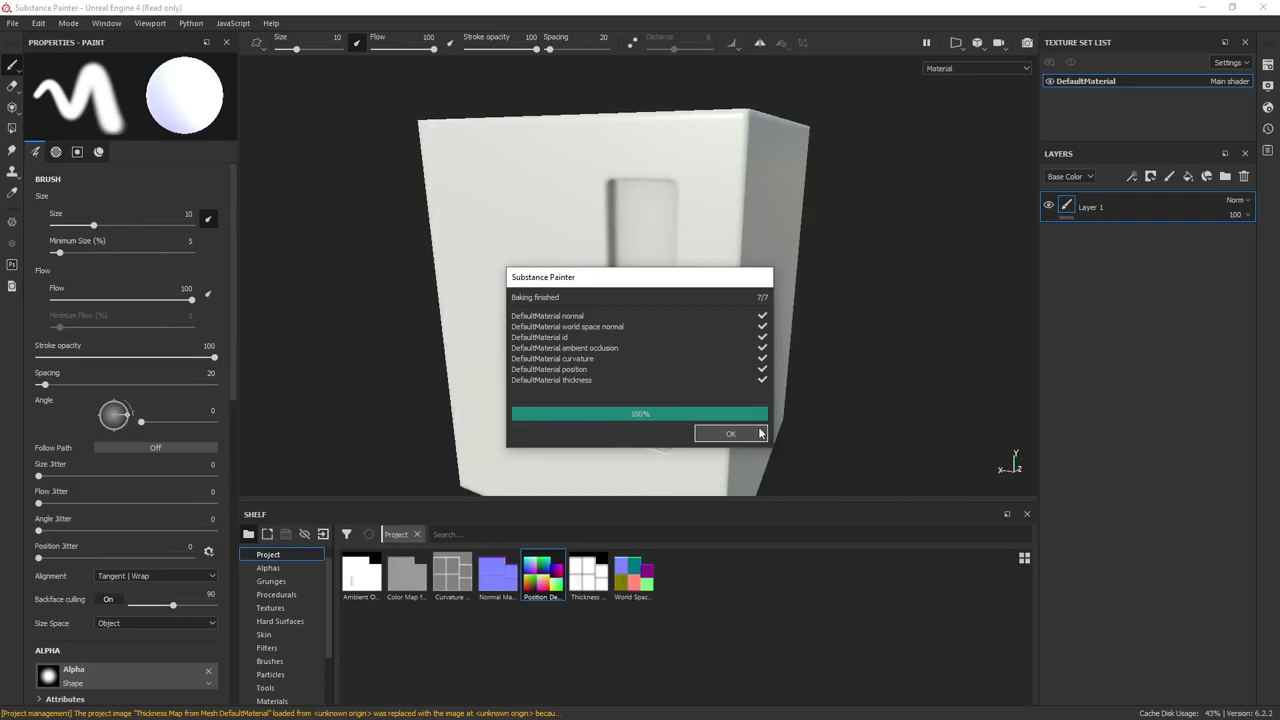 Substance Painter - Unreal Engine 4 (Read only)
File Edit Mode Window Viewport Python JavaScript Help
Size 10 Flow 100 Stroke opacity 100 Spacing 20 Distance 8
PROPERTIES - PAINT
BRUSH
Size
Size 10
Minimum Size (%) 5
Flow
Flow 100
Minimum Flow (%) 5
Stroke opacity 100
Spacing 20
Angle 0
Follow Path Off
Size Jitter 0
Flow Jitter 0
Angle Jitter 0
Position Jitter 0
Alignment Tangent | Wrap
Backface culling On 90
Size Space Object
ALPHA
Alpha
Shape
Attributes
Material
Substance Painter
Baking finished 7/7
DefaultMaterial normal
DefaultMaterial world space normal
DefaultMaterial id
DefaultMaterial ambient occlusion
DefaultMaterial curvature
DefaultMaterial position
DefaultMaterial thickness
100%
OK
Y
X Z
SHELF
Project Search...
Project
Alphas
Grunges
Procedurals
Textures
Hard Surfaces
Skin
Filters
Brushes
Particles
Tools
Materials
Ambient O... Color Map f... Curvature ... Normal Ma... Position De... Thickness ... World Spac...
TEXTURE SET LIST
Settings
DefaultMaterial Main shader
LAYERS
Base Color
Layer 1 Norm
100
[Project management] The project image "Thickness Map from Mesh DefaultMaterial" loaded from <unknown origin> was replaced with the image at <unknown origin> becau...
Cache Disk Usage: 43% | Version: 6.2.2